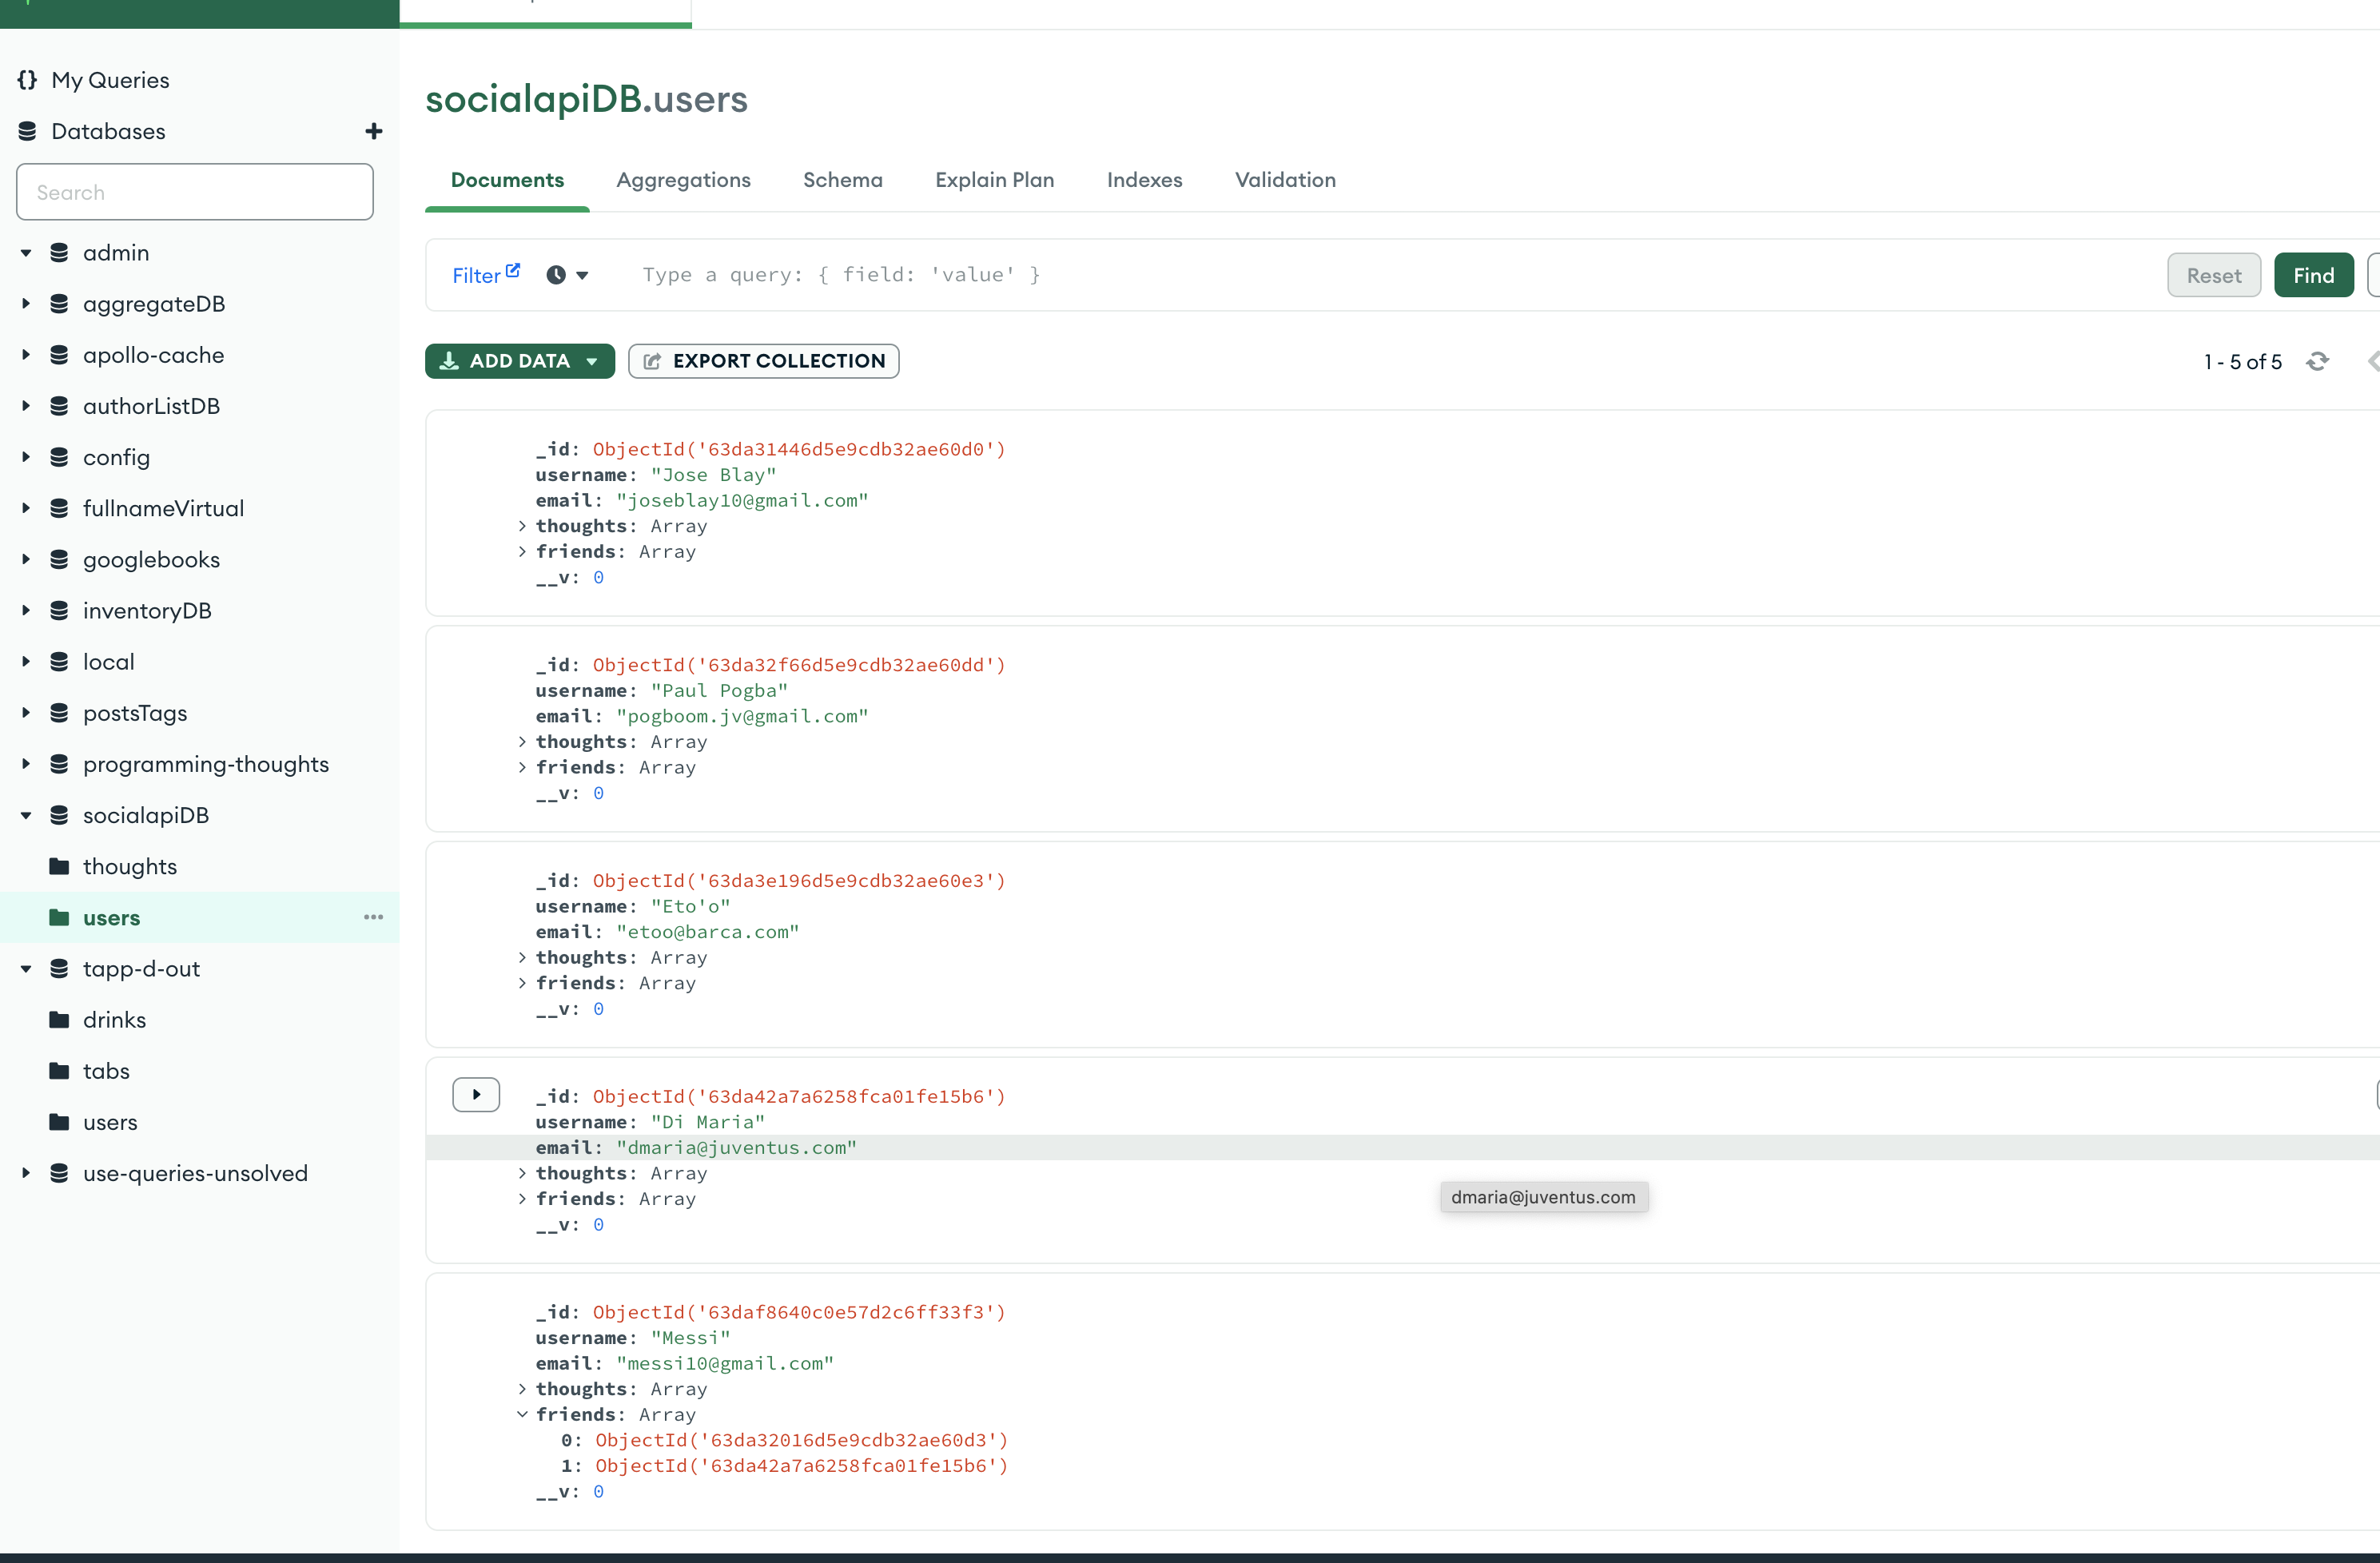 My Queries
Databases
Search
admin
aggregateDB
apollo-cache
authorListDB
config
fullnameVirtual
googlebooks
inventoryDB
local
postsTags
programming-thoughts
socialapiDB
thoughts
users
tapp-d-out
drinks
tabs
users
use-queries-unsolved
socialapiDB.users
Documents Aggregations Schema Explain Plan Indexes Validation
Filter Type a query: { field: 'value' } Reset Find
ADD DATA EXPORT COLLECTION 1 - 5 of 5
_id: ObjectId('63da31446d5e9cdb32ae60d0')
username: "Jose Blay"
email: "joseblay10@gmail.com"
thoughts: Array
friends: Array
__v: 0
_id: ObjectId('63da32f66d5e9cdb32ae60dd')
username: "Paul Pogba"
email: "pogboom.jv@gmail.com"
thoughts: Array
friends: Array
__v: 0
_id: ObjectId('63da3e196d5e9cdb32ae60e3')
username: "Eto'o"
email: "etoo@barca.com"
thoughts: Array
friends: Array
__v: 0
_id: ObjectId('63da42a7a6258fca01fe15b6')
username: "Di Maria"
email: "dmaria@juventus.com"
thoughts: Array
friends: Array
__v: 0
dmaria@juventus.com
_id: ObjectId('63daf8640c0e57d2c6ff33f3')
username: "Messi"
email: "messi10@gmail.com"
thoughts: Array
friends: Array
0: ObjectId('63da32016d5e9cdb32ae60d3')
1: ObjectId('63da42a7a6258fca01fe15b6')
__v: 0